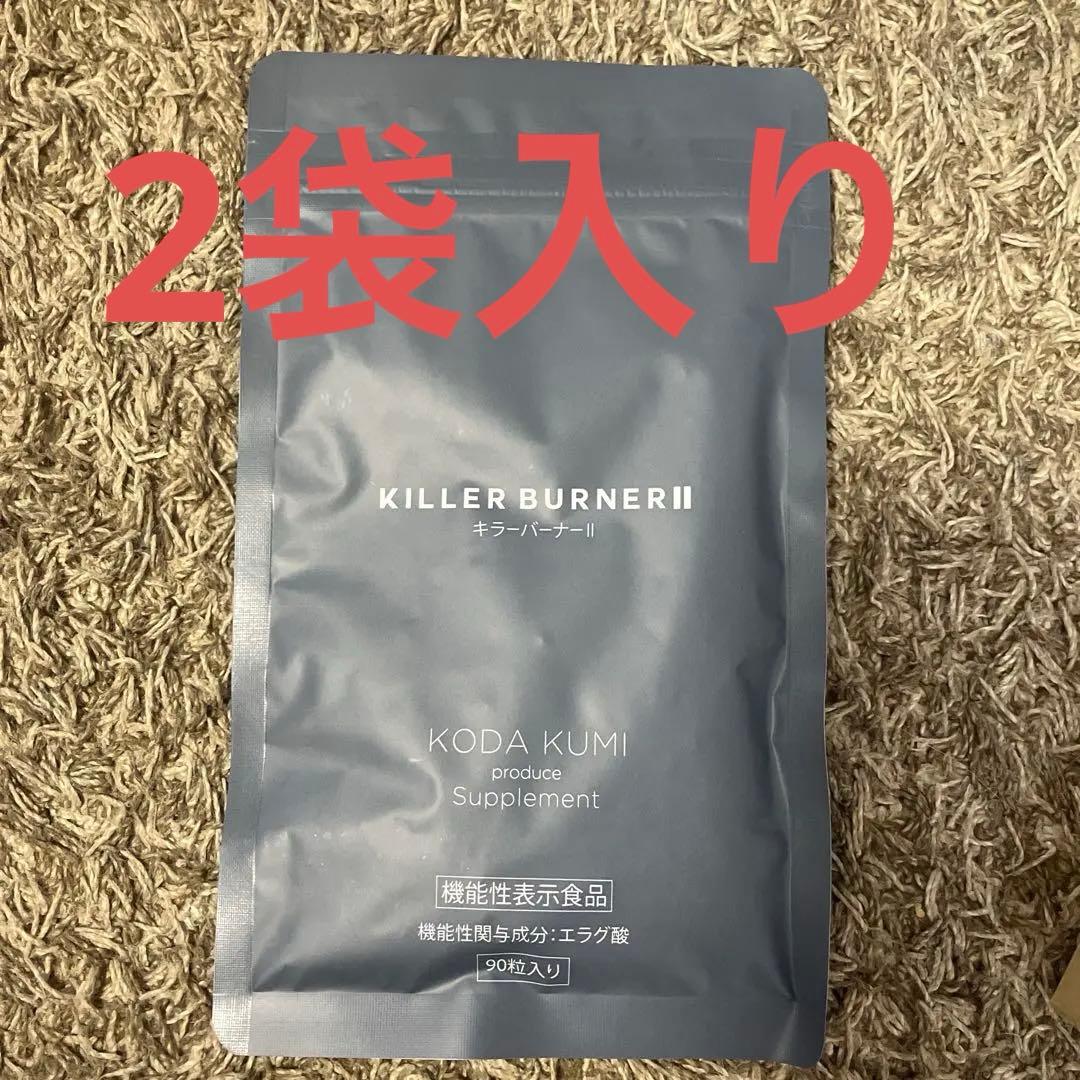 2袋入り
KILLER BURNERⅡ
キラーバーナーⅡ
KODA KUMI
produce
Supplement
機能性表示食品
機能性関与成分:エラグ酸
90粒入り